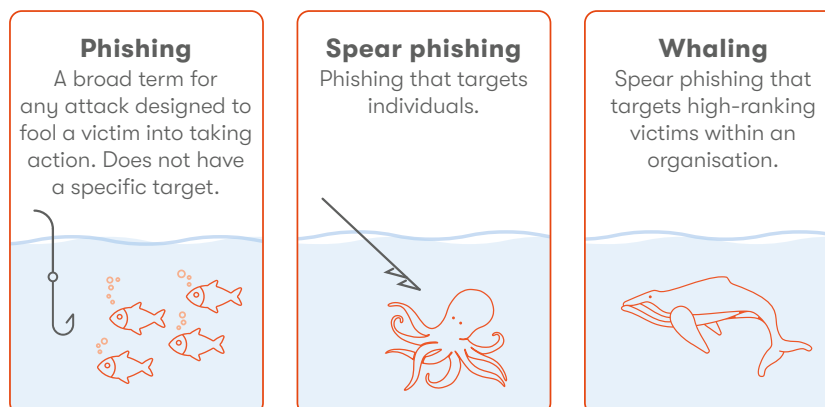 Phishing
A broad term for
any attack designed to
fool a victim into taking
action. Does not have
a specific target.
Spear phishing
Phishing that targets
individuals.
Whaling
Spear phishing that
targets high-ranking
victims within an
organisation.